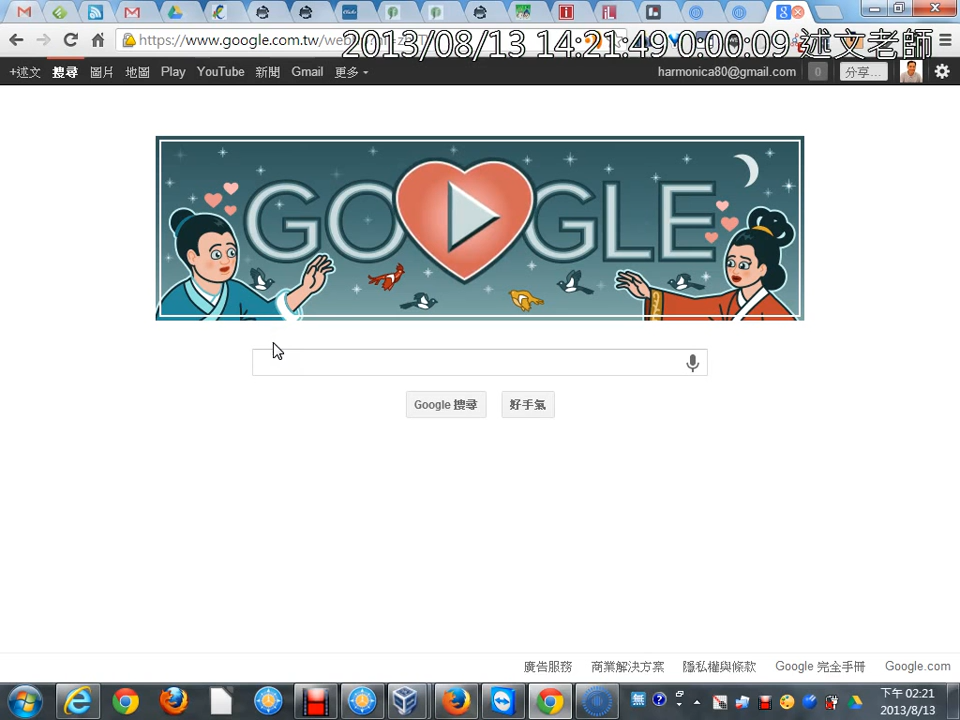 https://www.google.com.tw/web
2013/08/13 14:21:49 0:00:09 述文老師
+述文 搜尋 圖片 地圖 Play YouTube 新聞 Gmail 更多
harmonica80@gmail.com 0 分享...
GO GLE
Google 搜尋 好手氣
廣告服務 商業解決方案 隱私權與條款 Google 完全手冊 Google.com
下午 02:21
2013/8/13